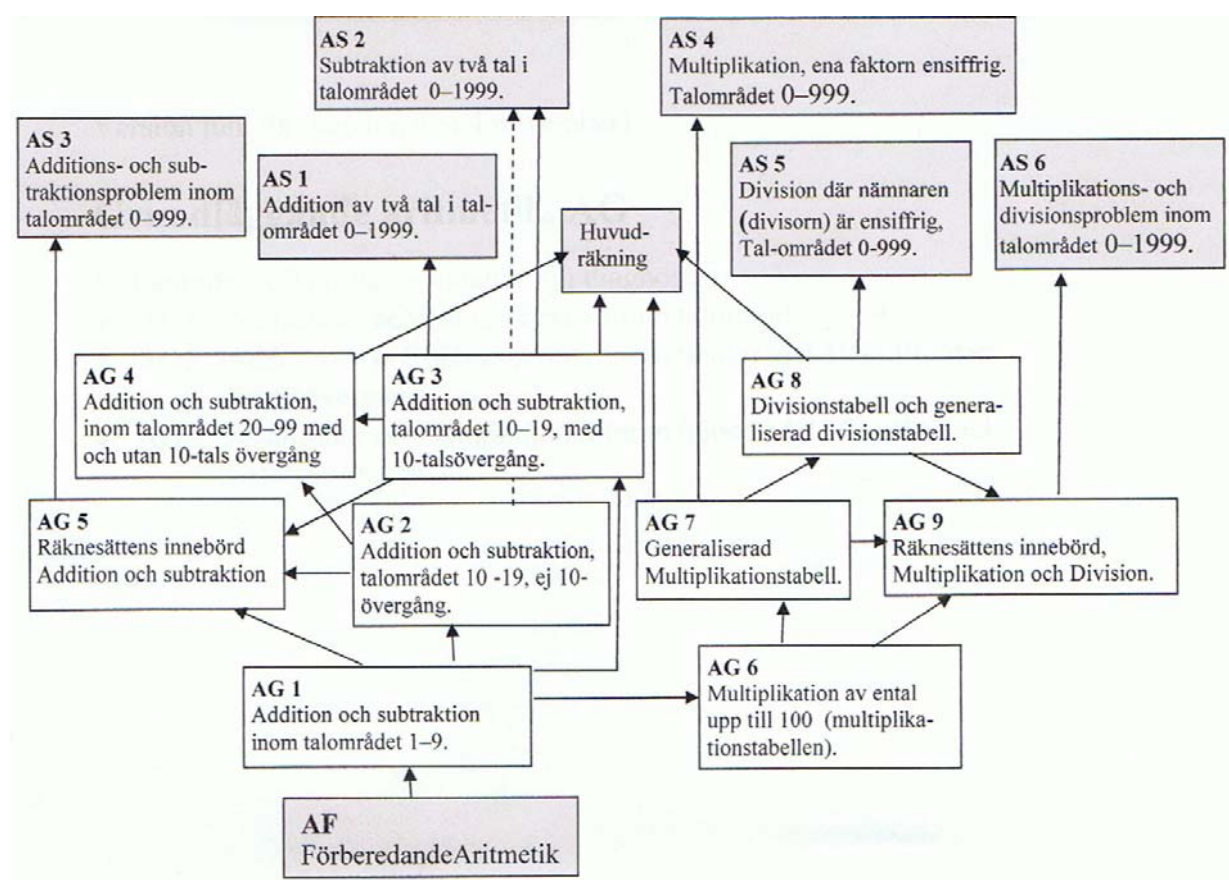 AS 2
Subtraktion av två tal i
talområdet 0–1999.
AS 4
Multiplikation, ena faktorn ensiffrig.
Talområdet 0–999.
AS 3
Additions- och sub-
traktionsproblem inom
talområdet 0–999.
AS 1
Addition av två tal i tal-
området 0–1999.
Huvud-
räkning
AS 5
Division där nämnaren
(divisorn) är ensiffrig,
Tal-området 0-999.
AS 6
Multiplikations- och
divisionsproblem inom
talområdet 0–1999.
AG 4
Addition och subtraktion,
inom talområdet 20–99 med
och utan 10-tals övergång
AG 3
Addition och subtraktion,
talområdet 10–19, med
10-talsövergång.
AG 8
Divisionstabell och genera-
liserad divisionstabell.
AG 5
Räknesättens innebörd
Addition och subtraktion
AG 2
Addition och subtraktion,
talområdet 10 -19, ej 10-
övergång.
AG 7
Generaliserad
Multiplikationstabell.
AG 9
Räknesättens innebörd,
Multiplikation och Division.
AG 1
Addition och subtraktion
inom talområdet 1–9.
AG 6
Multiplikation av ental
upp till 100 (multiplika-
tionstabellen).
AF
FörberedandeAritmetik